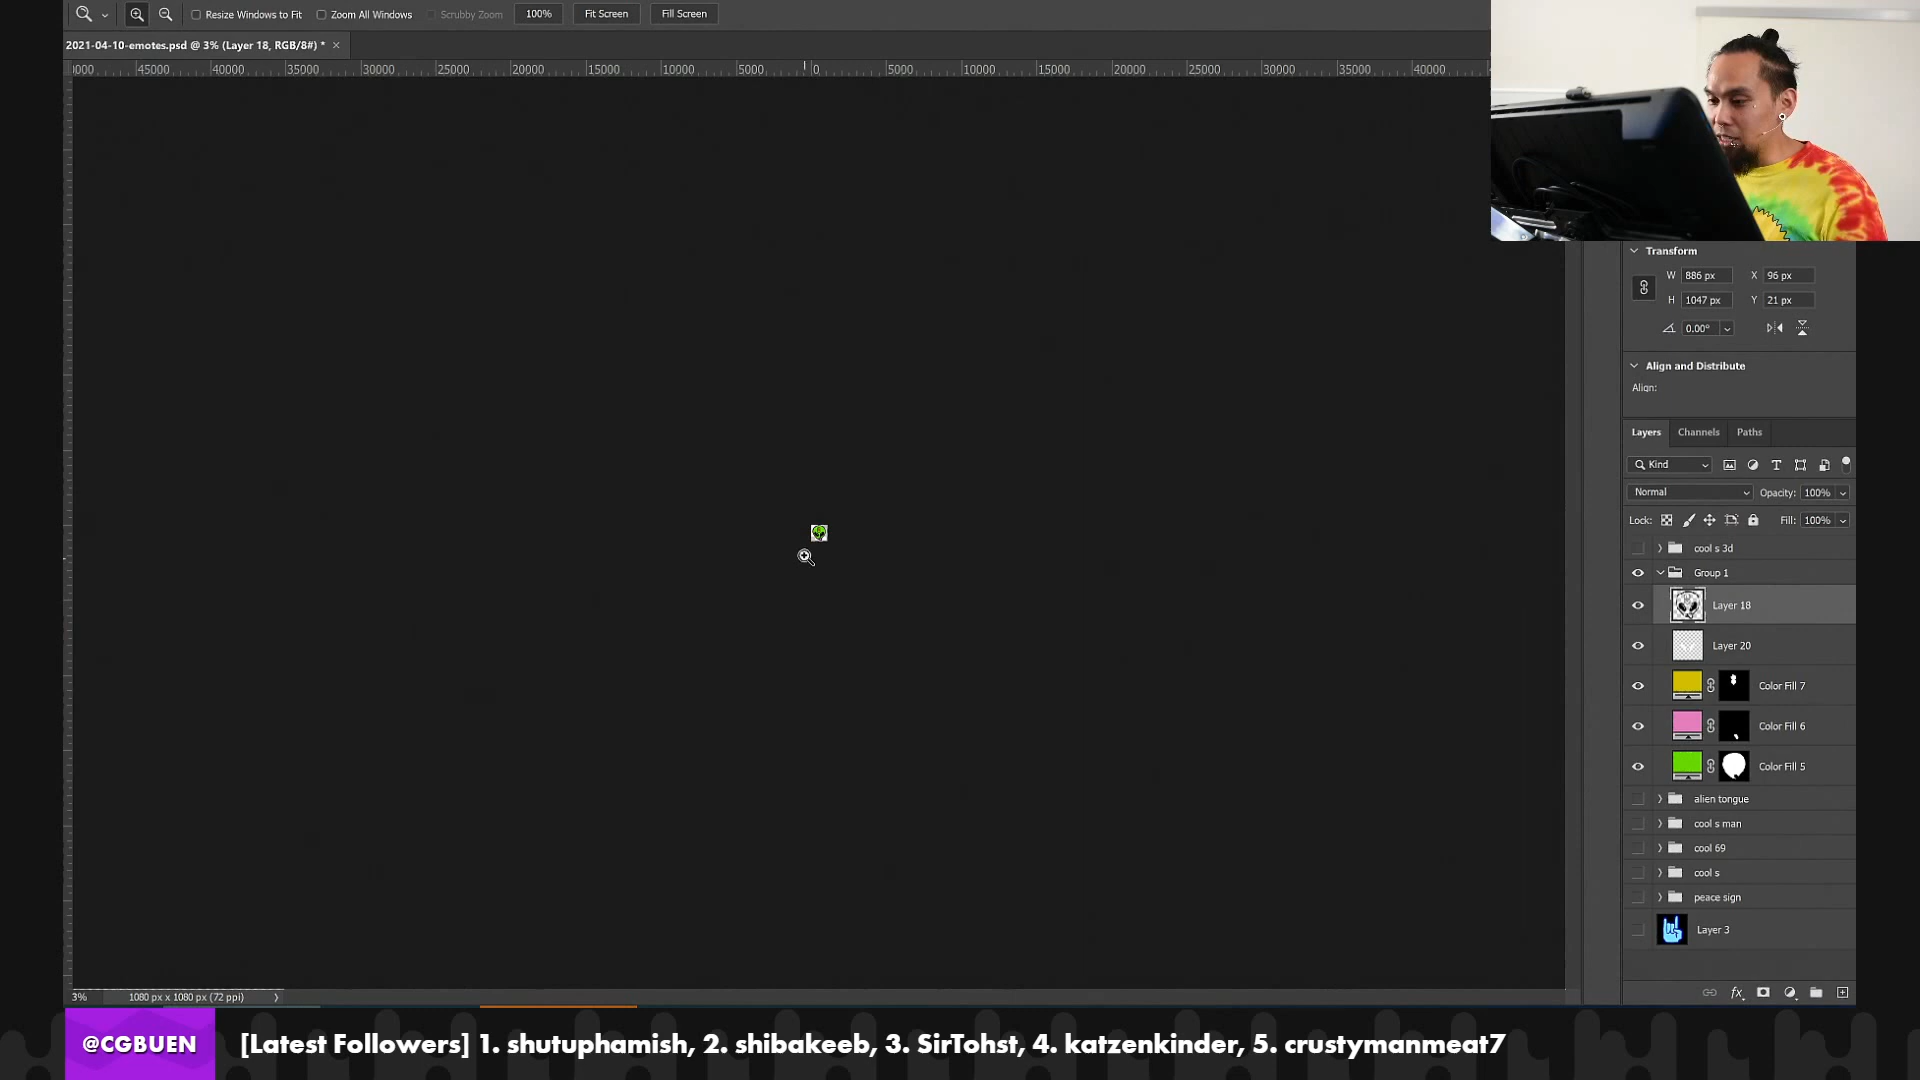 Resize Windows to Fit
Zoom All Windows
Scrubby Zoom
100%
Fit Screen
Fill Screen
2021-04-10-emotes.psd @ 3% (Layer 18, RGB/8#) * ×
0000 45000 40000 35000 30000 25000 20000 15000 10000 5000 0 5000 10000 15000 20000 25000 30000 35000 40000
Transform
W 886 px X 96 px
H 1047 px Y 21 px
0.00°
Align and Distribute
Align:
Layers Channels Paths
Kind
Normal Opacity: 100%
Lock: Fill: 100%
cool s 3d
Group 1
Layer 18
Layer 20
Color Fill 7
Color Fill 6
Color Fill 5
alien tongue
cool s man
cool 69
cool s
peace sign
Layer 3
fx
3% 1080 px x 1080 px (72 ppi)
@CGBUEN
[Latest Followers] 1. shutuphamish, 2. shibakeeb, 3. SirTohst, 4. katzenkinder, 5. crustymanmeat7